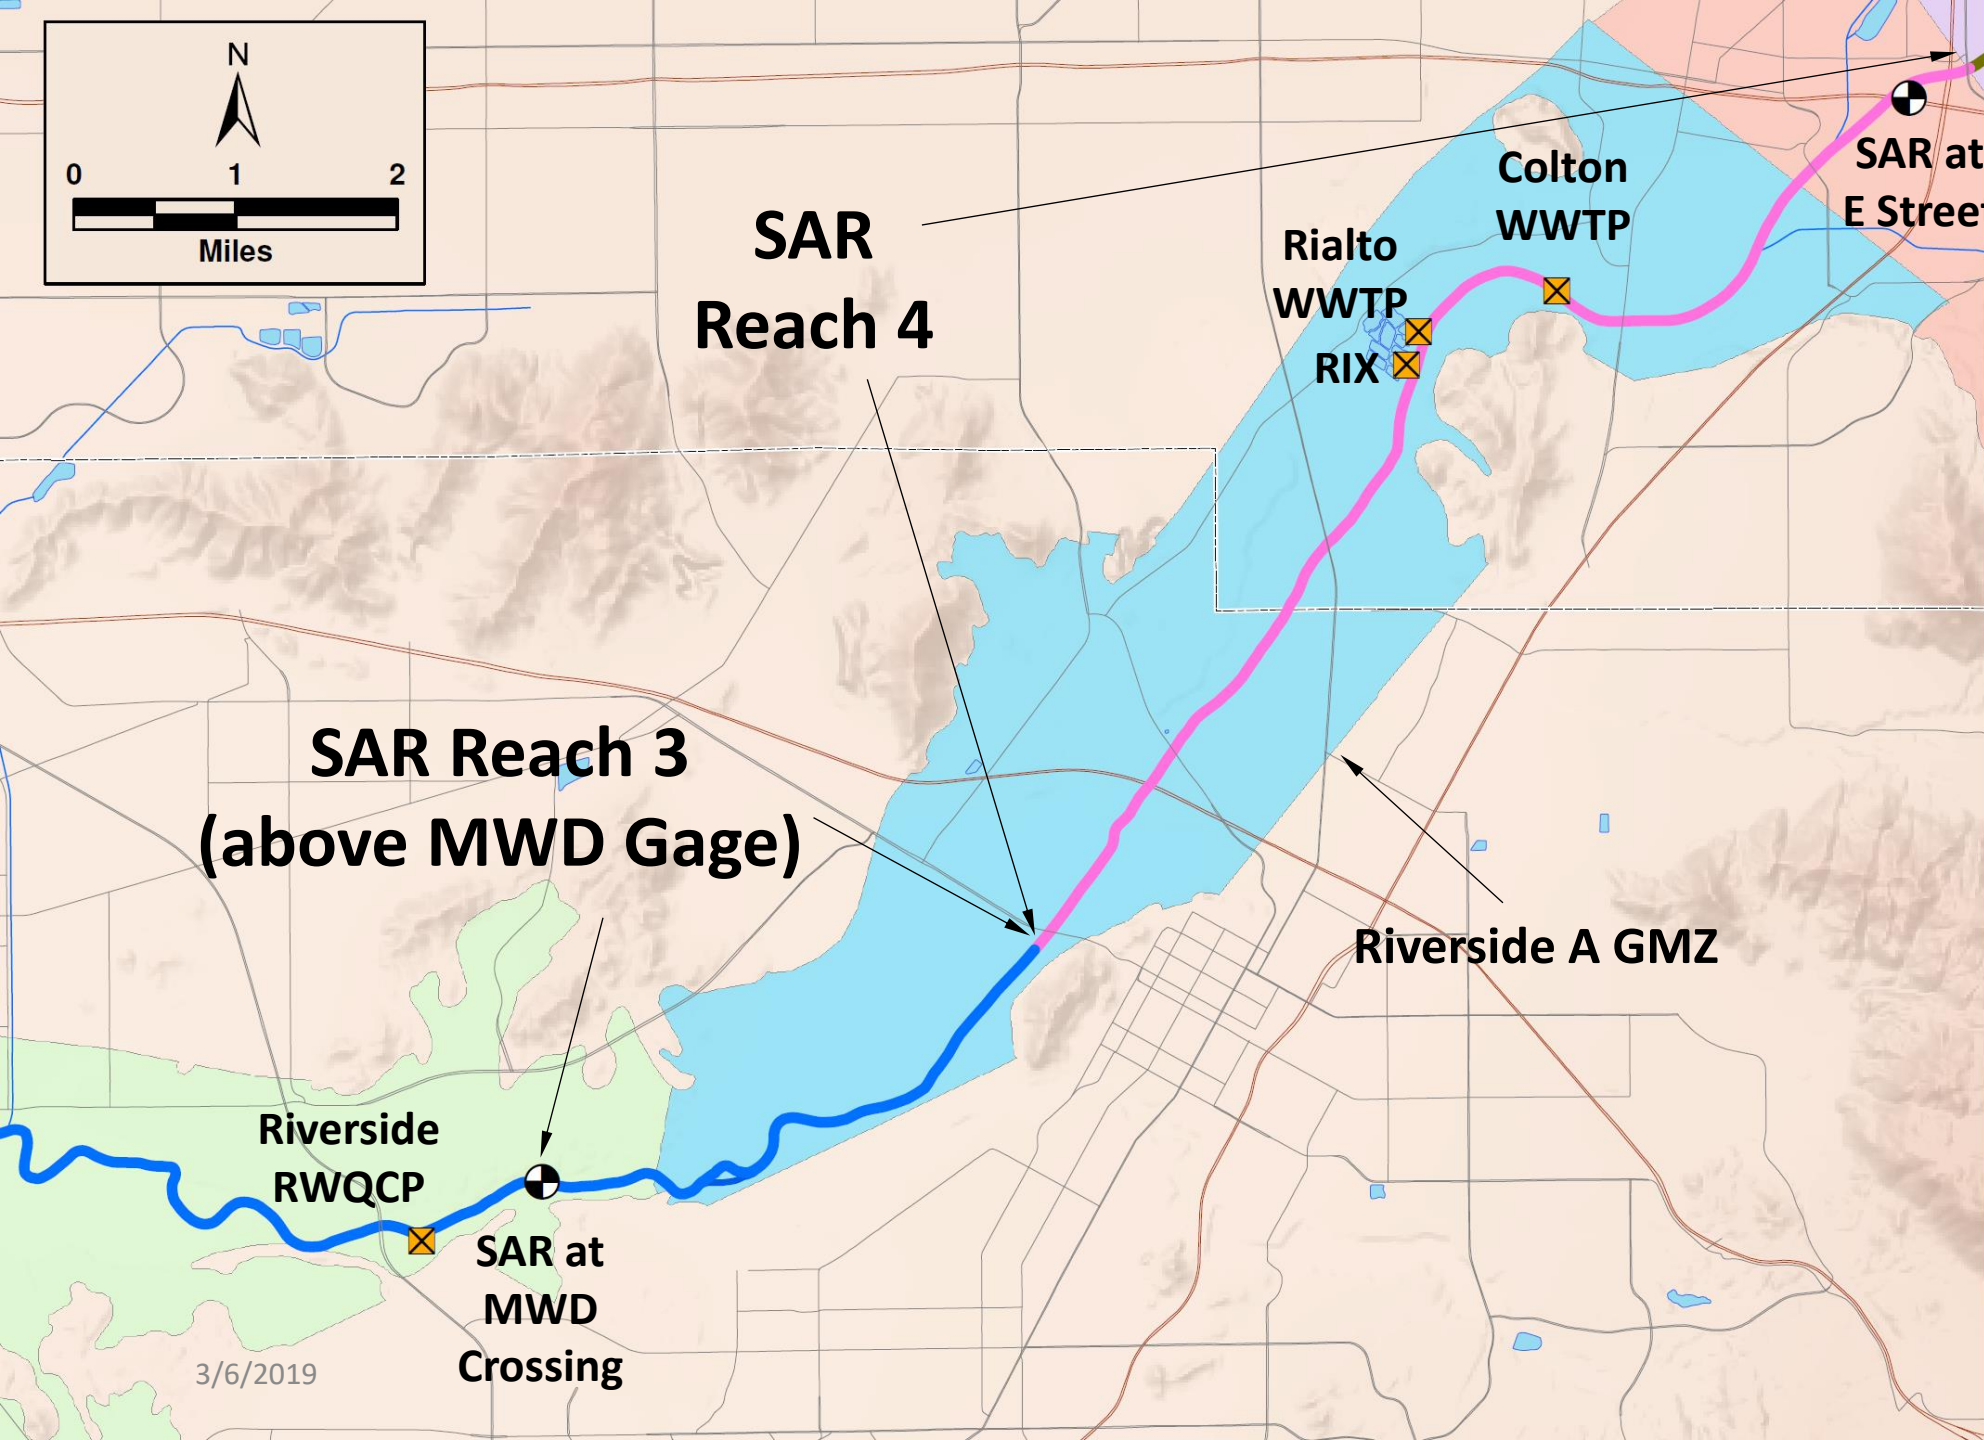 N
0 1 2
Miles
SAR
Reach 4
Colton
WWTP
Rialto
WWTP
RIX
SAR at
E Street
SAR Reach 3
(above MWD Gage)
Riverside A GMZ
Riverside
RWQCP
SAR at
MWD
Crossing
3/6/2019